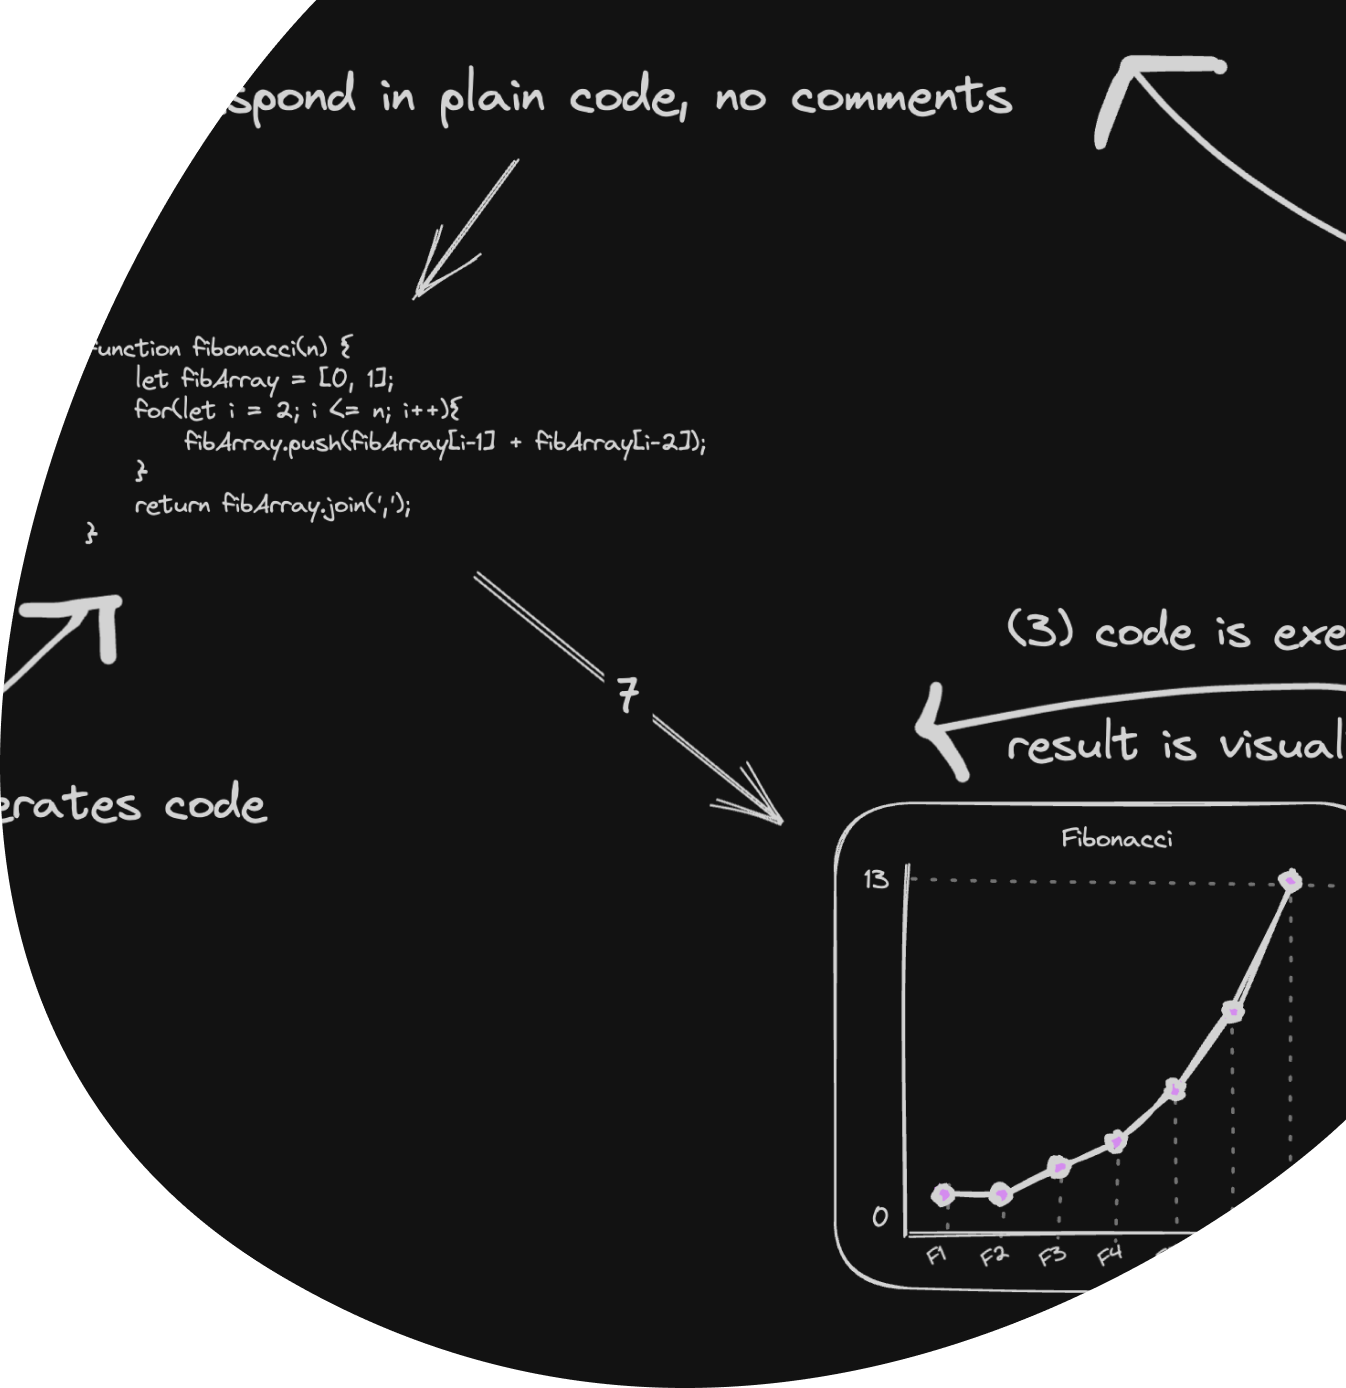 spond in plain code, no comments
function fibonacci(n) {
let fibArray = [0, 1];
for(let i = 2; i <= n; i++){
fibArray.push(fibArray[i-1] + fibArray[i-2]);
}
return fibArray.join(',');
}
7
(3) code is exe
result is visual
erates code
Fibonacci
13
0
F1 F2 F3 F4